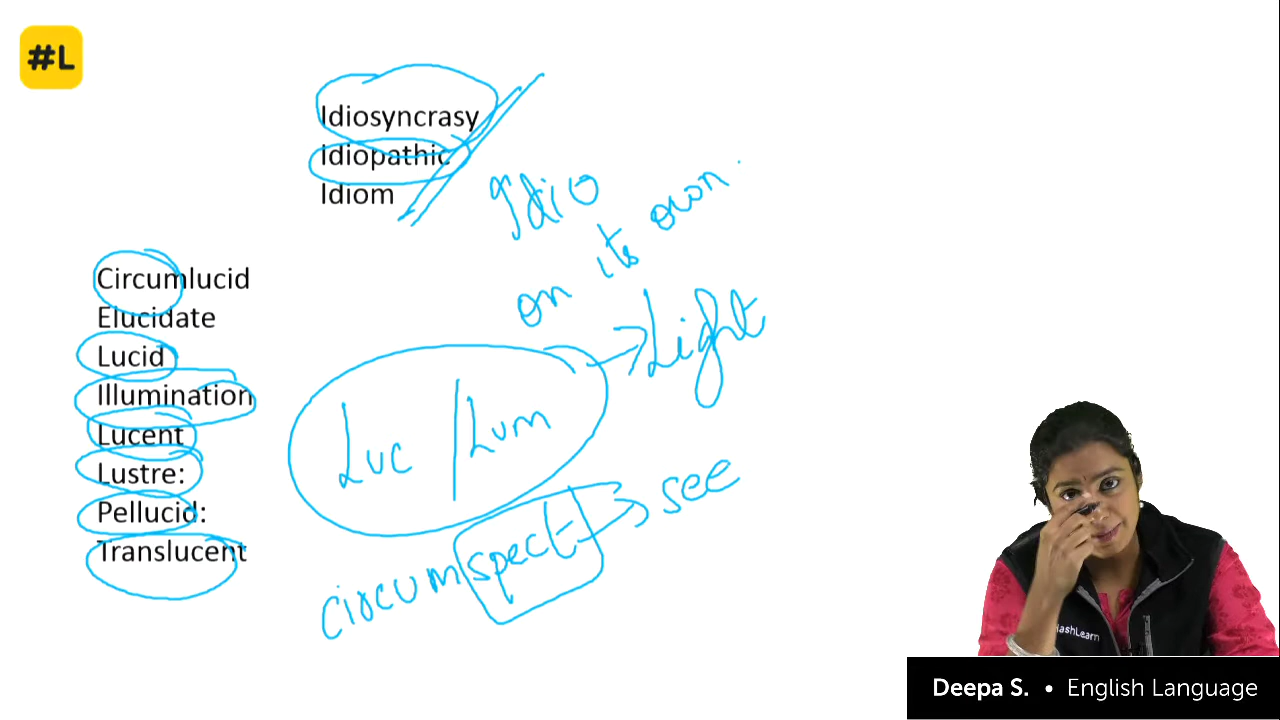 #L
Idiosyncrasy
Idiopathic
Idiom
Idio
on its own
Circumlucid
Elucidate
Lucid
Illumination
Lucent
Lustre:
Pellucid:
Translucent
Luc / Lum
Light
circumspect
see
HashLearn
Deepa S. • English Language